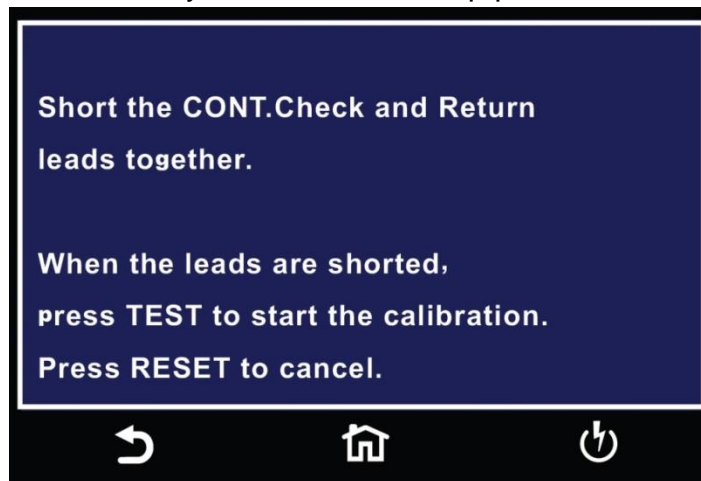 Short the CONT.Check and Return
leads together.
When the leads are shorted,
press TEST to start the calibration.
Press RESET to cancel.